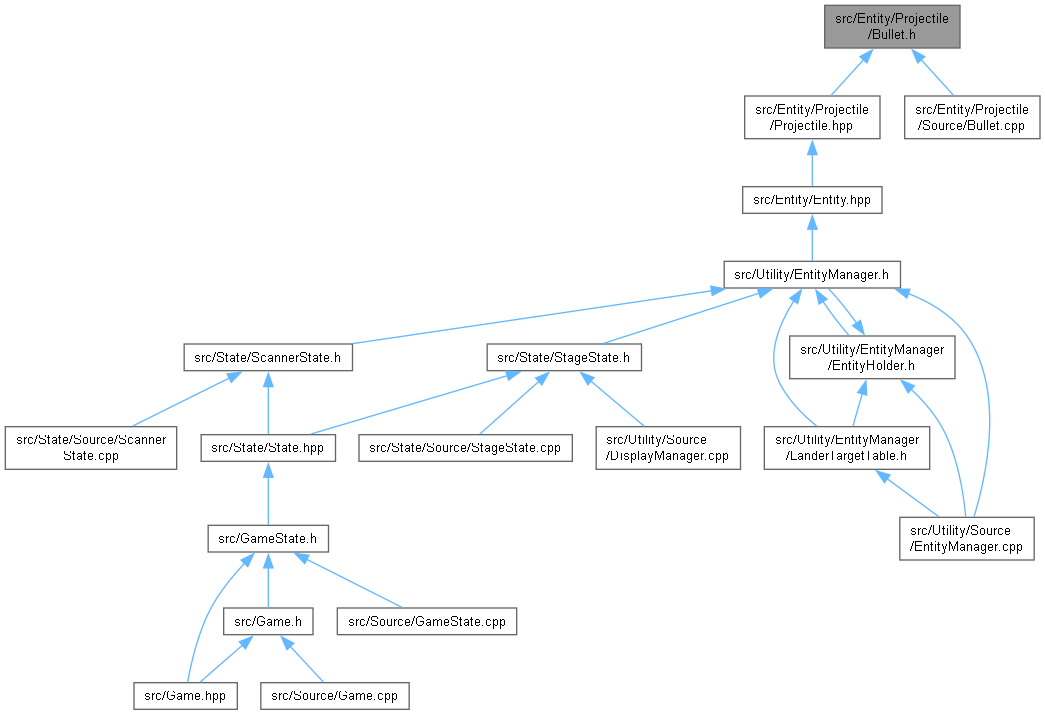 src/Entity/Projectile
/Bullet.h
src/Entity/Projectile
/Projectile.hpp
src/Entity/Projectile
/Source/Bullet.cpp
src/Entity/Entity.hpp
src/Utility/EntityManager.h
src/State/ScannerState.h
src/State/StageState.h
src/Utility/EntityManager
/EntityHolder.h
src/State/Source/Scanner
State.cpp
src/State/State.hpp
src/State/Source/StageState.cpp
src/Utility/Source
/DisplayManager.cpp
src/Utility/EntityManager
/LanderTargetTable.h
src/GameState.h
src/Utility/Source
/EntityManager.cpp
src/Game.h
src/Source/GameState.cpp
src/Game.hpp
src/Source/Game.cpp